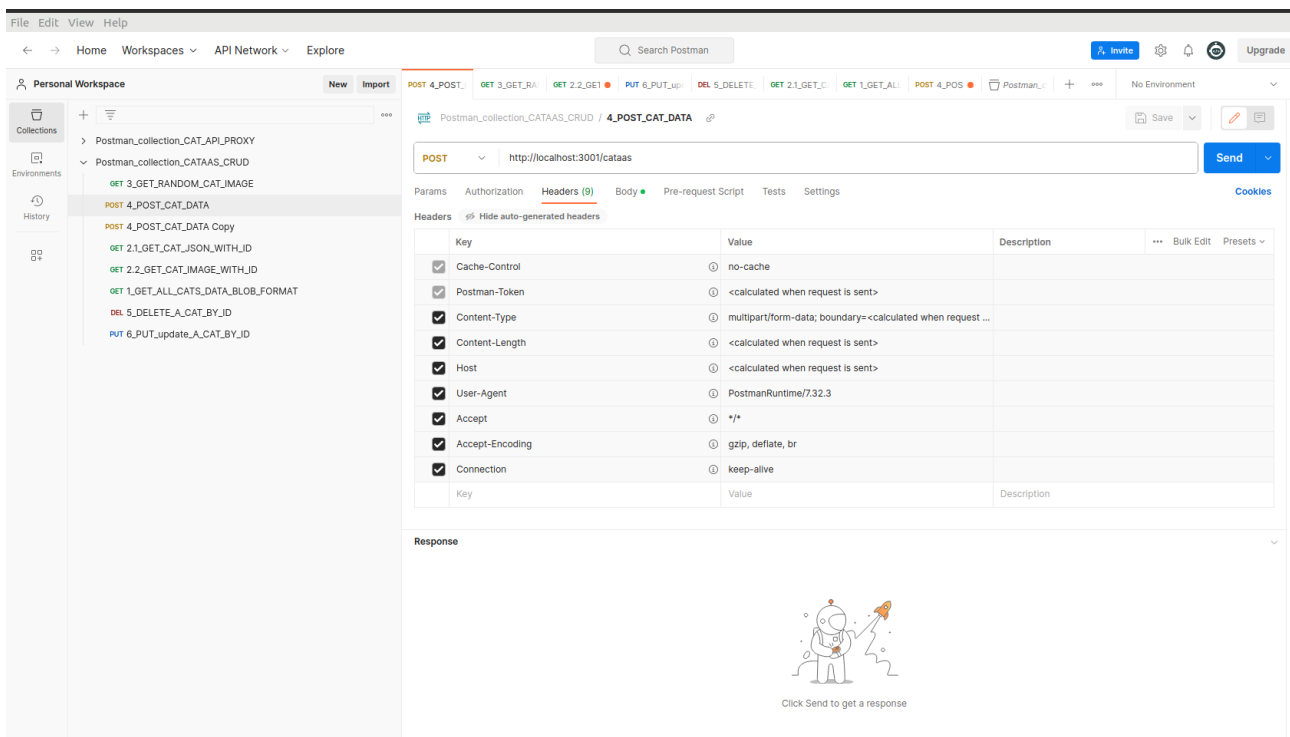 File Edit View Help
Home Workspaces API Network Explore Search Postman Invite Upgrade
Personal Workspace New Import
POST 4_POST_ GET 3_GET_RA GET 2.2_GET PUT 6_PUT_up DEL 5_DELETE_ GET 2.1_GET_C GET 1_GET_AL POST 4_POS Postman_c No Environment
Collections
Environments
History
Postman_collection_CAT_API_PROXY
Postman_collection_CATAAS_CRUD
GET 3_GET_RANDOM_CAT_IMAGE
POST 4_POST_CAT_DATA
POST 4_POST_CAT_DATA Copy
GET 2.1_GET_CAT_JSON_WITH_ID
GET 2.2_GET_CAT_IMAGE_WITH_ID
GET 1_GET_ALL_CATS_DATA_BLOB_FORMAT
DEL 5_DELETE_A_CAT_BY_ID
PUT 6_PUT_update_A_CAT_BY_ID
HTTP Postman_collection_CATAAS_CRUD / 4_POST_CAT_DATA Save
POST http://localhost:3001/cataas Send
Params Authorization Headers (9) Body Pre-request Script Tests Settings Cookies
Headers Hide auto-generated headers
Key Value Description Bulk Edit Presets
Cache-Control no-cache
Postman-Token <calculated when request is sent>
Content-Type multipart/form-data; boundary=<calculated when request ...
Content-Length <calculated when request is sent>
Host <calculated when request is sent>
User-Agent PostmanRuntime/7.32.3
Accept */*
Accept-Encoding gzip, deflate, br
Connection keep-alive
Key Value Description
Response
Click Send to get a response